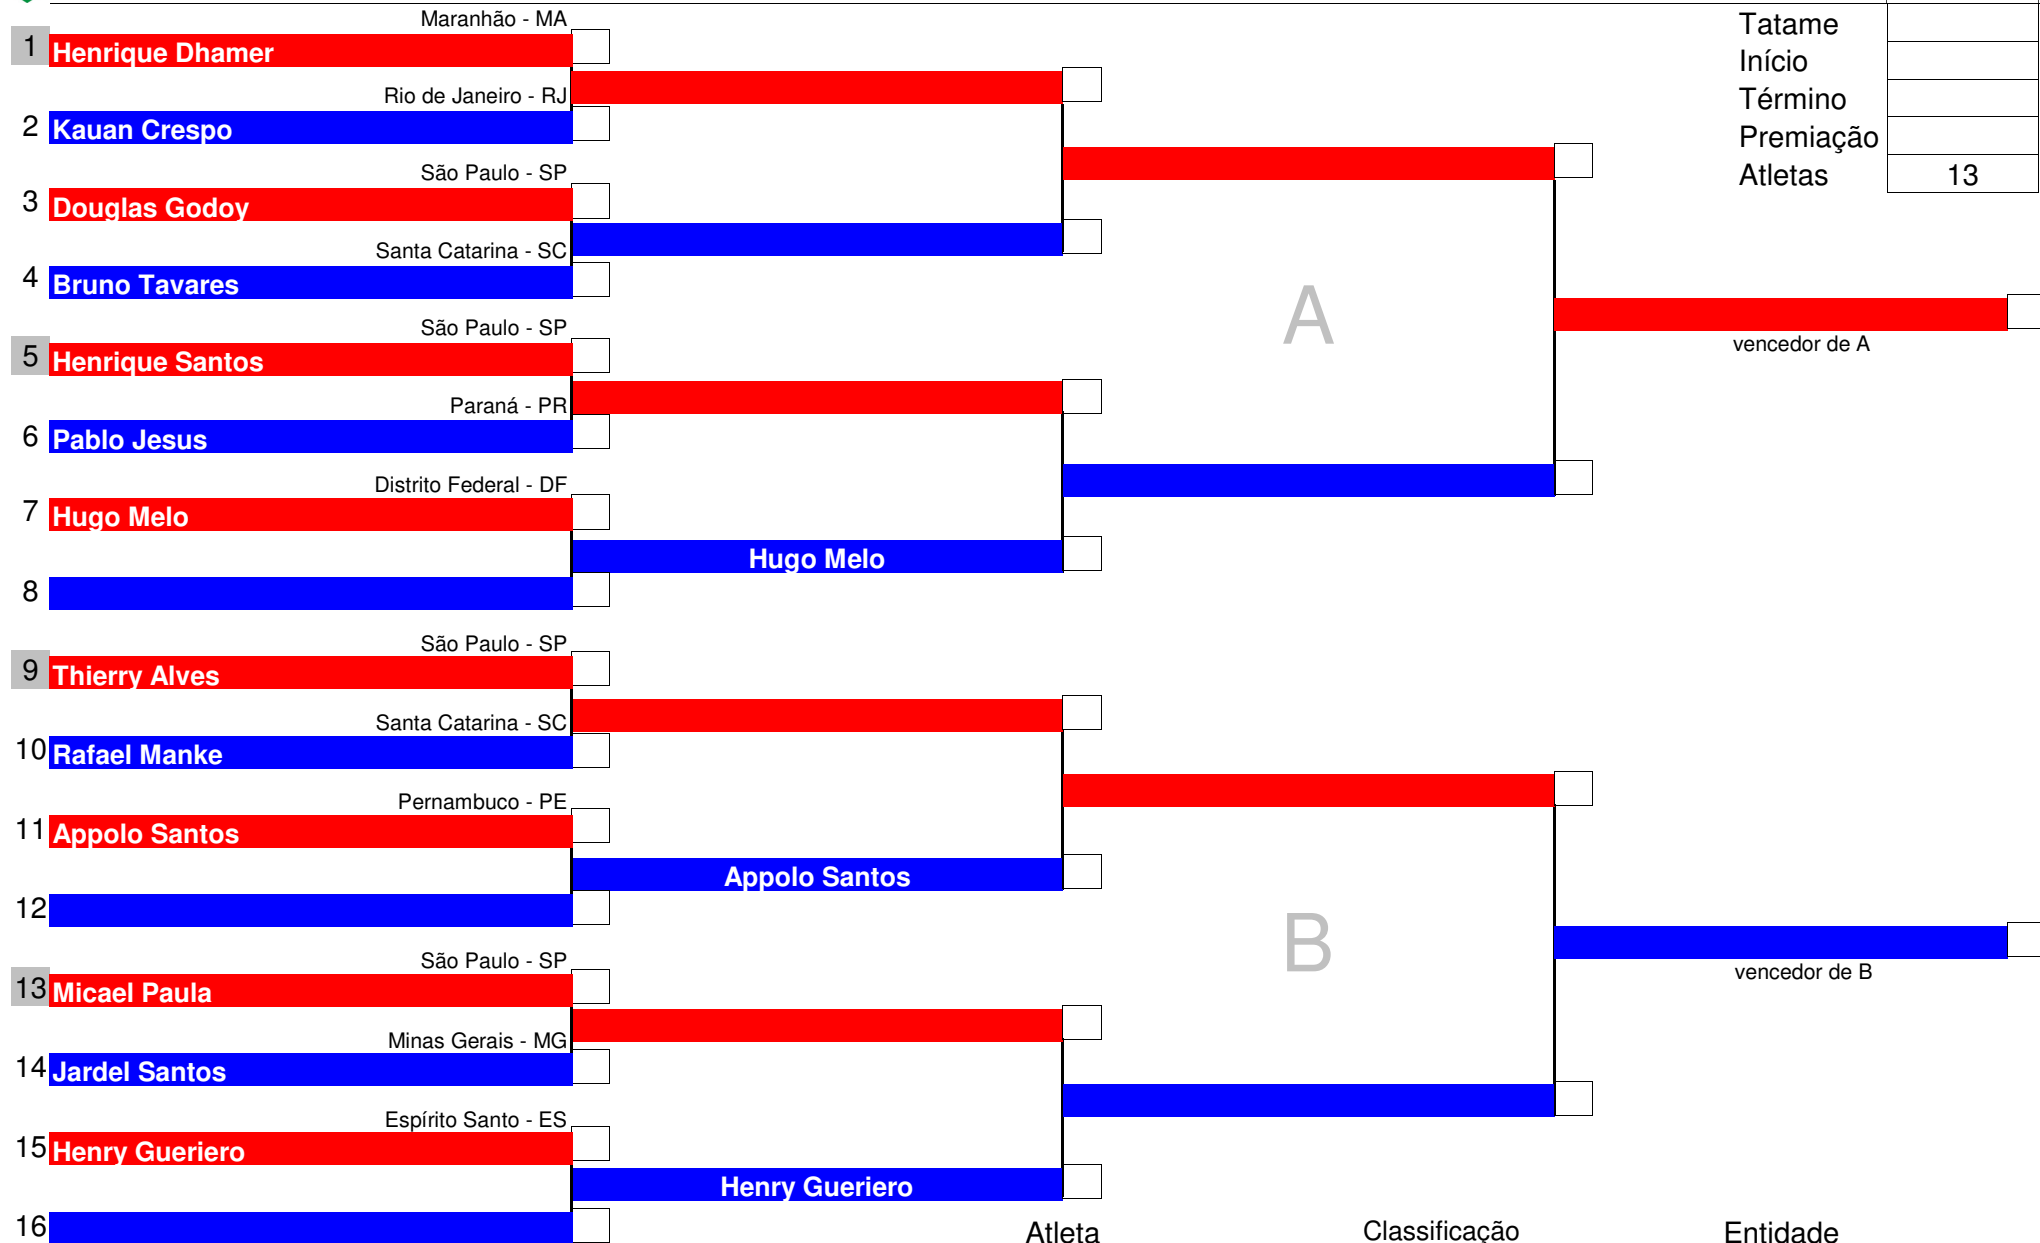 Maranhão - MA
1 Henrique Dhamer
Rio de Janeiro - RJ
2 Kauan Crespo
São Paulo - SP
3 Douglas Godoy
Santa Catarina - SC
4 Bruno Tavares
São Paulo - SP
5 Henrique Santos
Paraná - PR
6 Pablo Jesus
Distrito Federal - DF
7 Hugo Melo
Hugo Melo
8
São Paulo - SP
9 Thierry Alves
Santa Catarina - SC
10 Rafael Manke
Pernambuco - PE
11 Appolo Santos
Appolo Santos
12
São Paulo - SP
13 Micael Paula
Minas Gerais - MG
14 Jardel Santos
Espírito Santo - ES
15 Henry Gueriero
Henry Gueriero
16
A
B
vencedor de A
vencedor de B
Tatame
Início
Término
Premiação
Atletas 13
Atleta Classificação Entidade